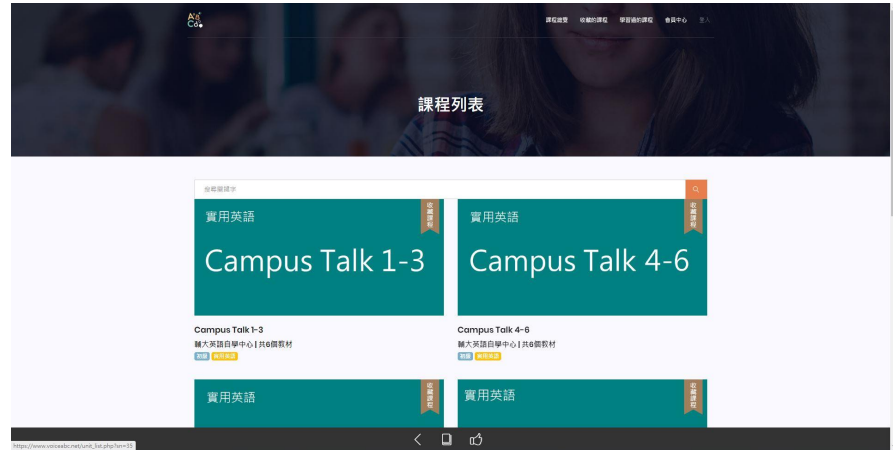 A+
Co.
課程總覽 收藏的課程 學習過的課程 會員中心 登入
課程列表
收藏課程
收藏課程
實用英語
實用英語
Campus Talk 1-3
Campus Talk 4-6
Campus Talk 1-3
Campus Talk 4-6
輔大英語自學中心 | 共6個教材
輔大英語自學中心 | 共6個教材
初級 實用英語
初級 實用英語
收藏課程
收藏課程
實用英語
實用英語
https://www.voiceabc.net/unit_list.php?sn=35